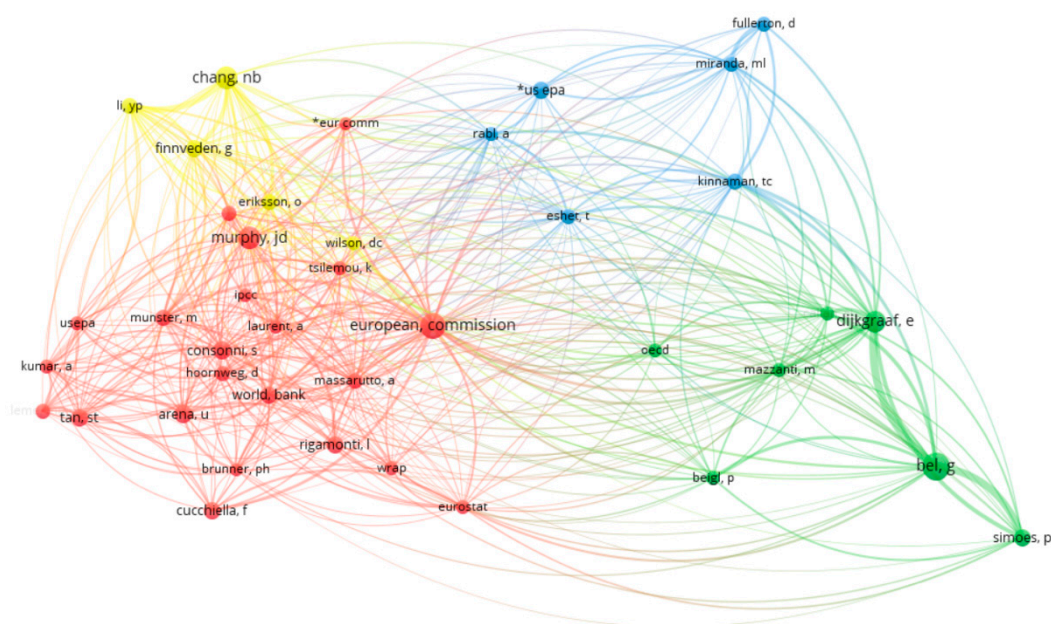 fullerton, d
miranda, ml
chang, nb
*us epa
li, yp
*eur comm
rabl, a
finnveden, g
kinnaman, tc
eriksson, o
eshet, t
murphy, jd
wilson, dc
tsilemou, k
ipcc
usepa
munster, m
laurent, a
european, commission
dijkgraaf, e
consonni, s
oecd
kumar, a
hoornweg, d
massarutto, a
mazzanti, m
world, bank
tan, st
arena, u
rigamonti, l
brunner, ph
wrap
bel, g
beigl, p
cucchiella, f
eurostat
simoes, p